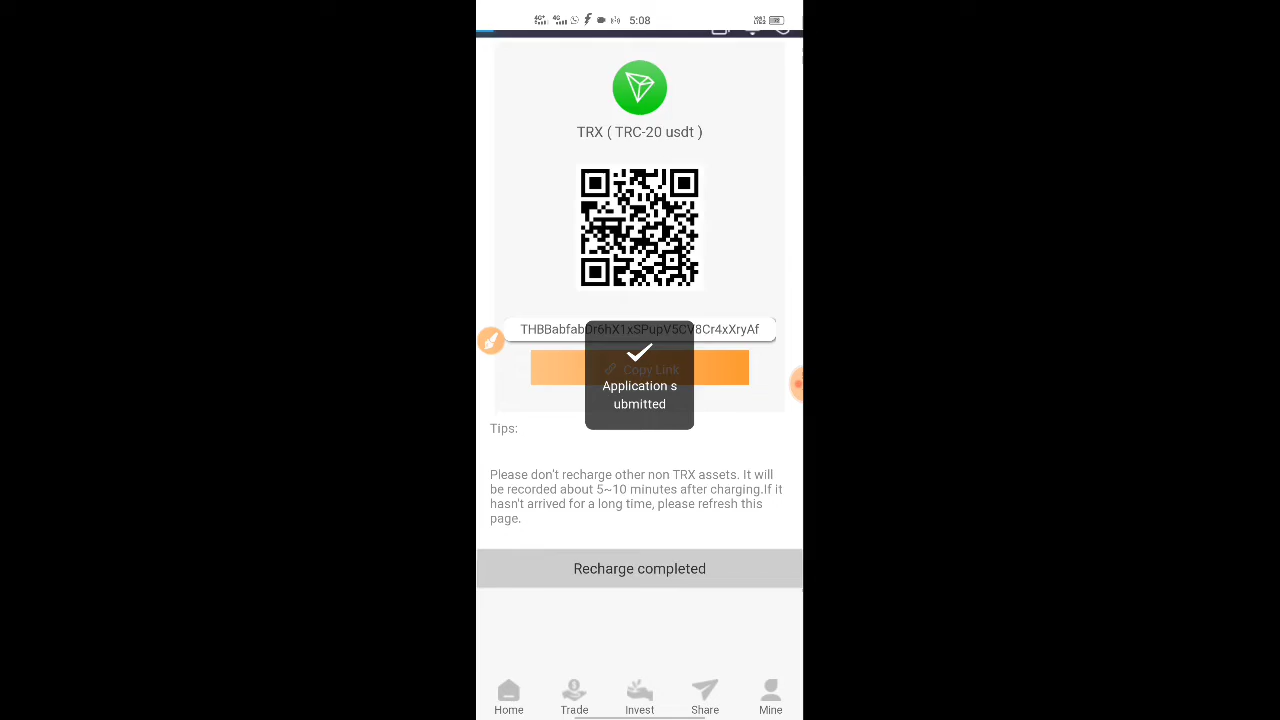 5:08
TRX ( TRC-20 usdt )
Copy Link
Application s
ubmitted
Tips:
Please don't recharge other non TRX assets. It will
be recorded about 5~10 minutes after charging.If it
hasn't arrived for a long time, please refresh this
page.
Recharge completed
Home Trade Invest Share Mine